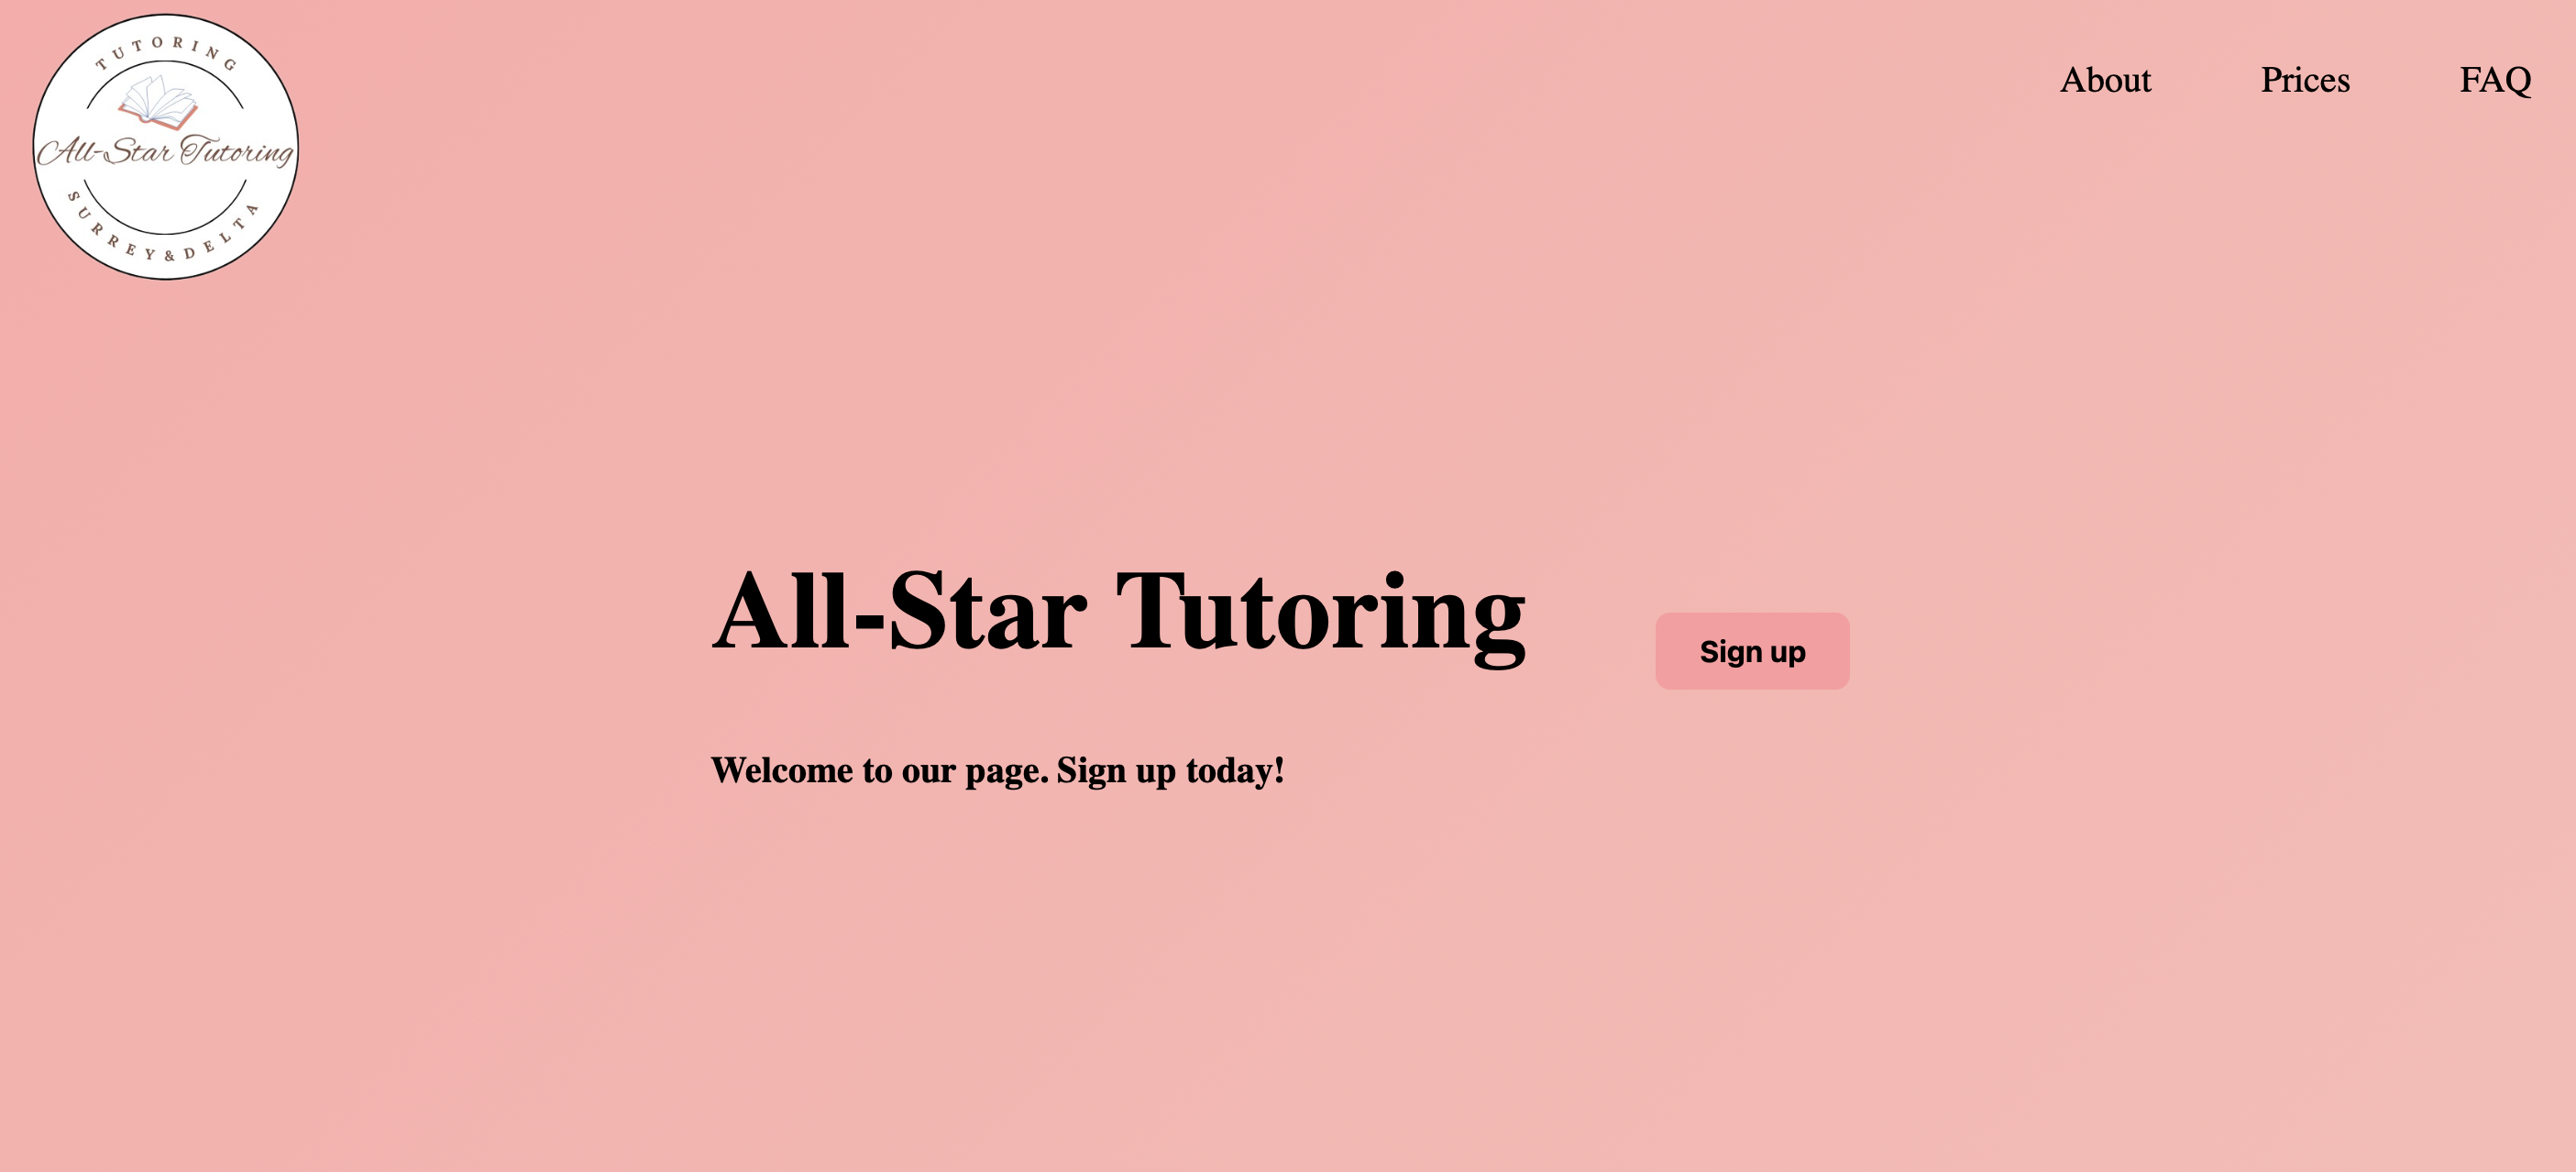 TUTORING
All-Star Tutoring
SURREY & DELTA
About Prices FAQ
All-Star Tutoring
Sign up
Welcome to our page. Sign up today!